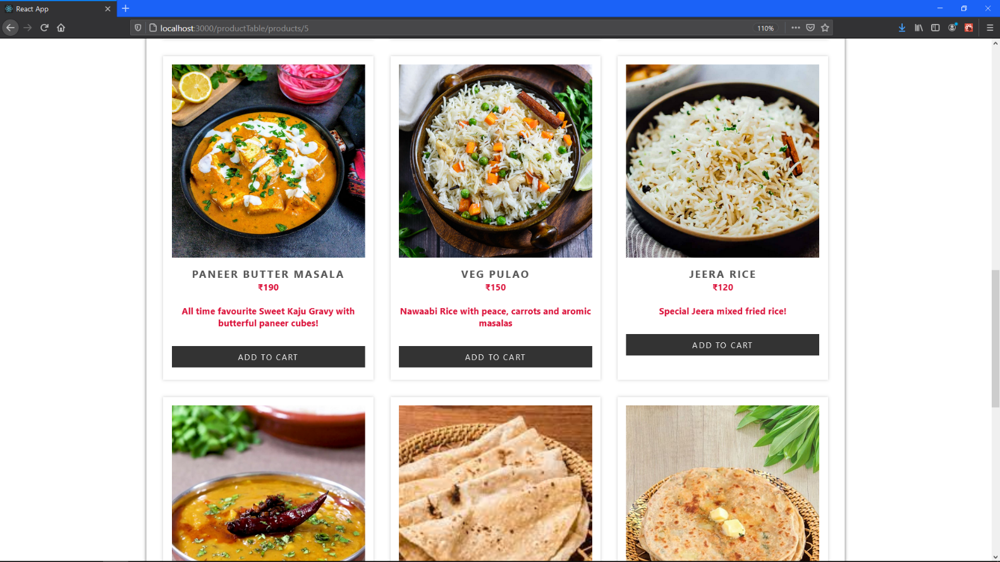 React App
localhost:3000/productTable/products/5
110%
PANEER BUTTER MASALA
₹190
All time favourite Sweet Kaju Gravy with
butterful paneer cubes!
ADD TO CART
VEG PULAO
₹150
Nawaabi Rice with peace, carrots and aromic
masalas
ADD TO CART
JEERA RICE
₹120
Special Jeera mixed fried rice!
ADD TO CART